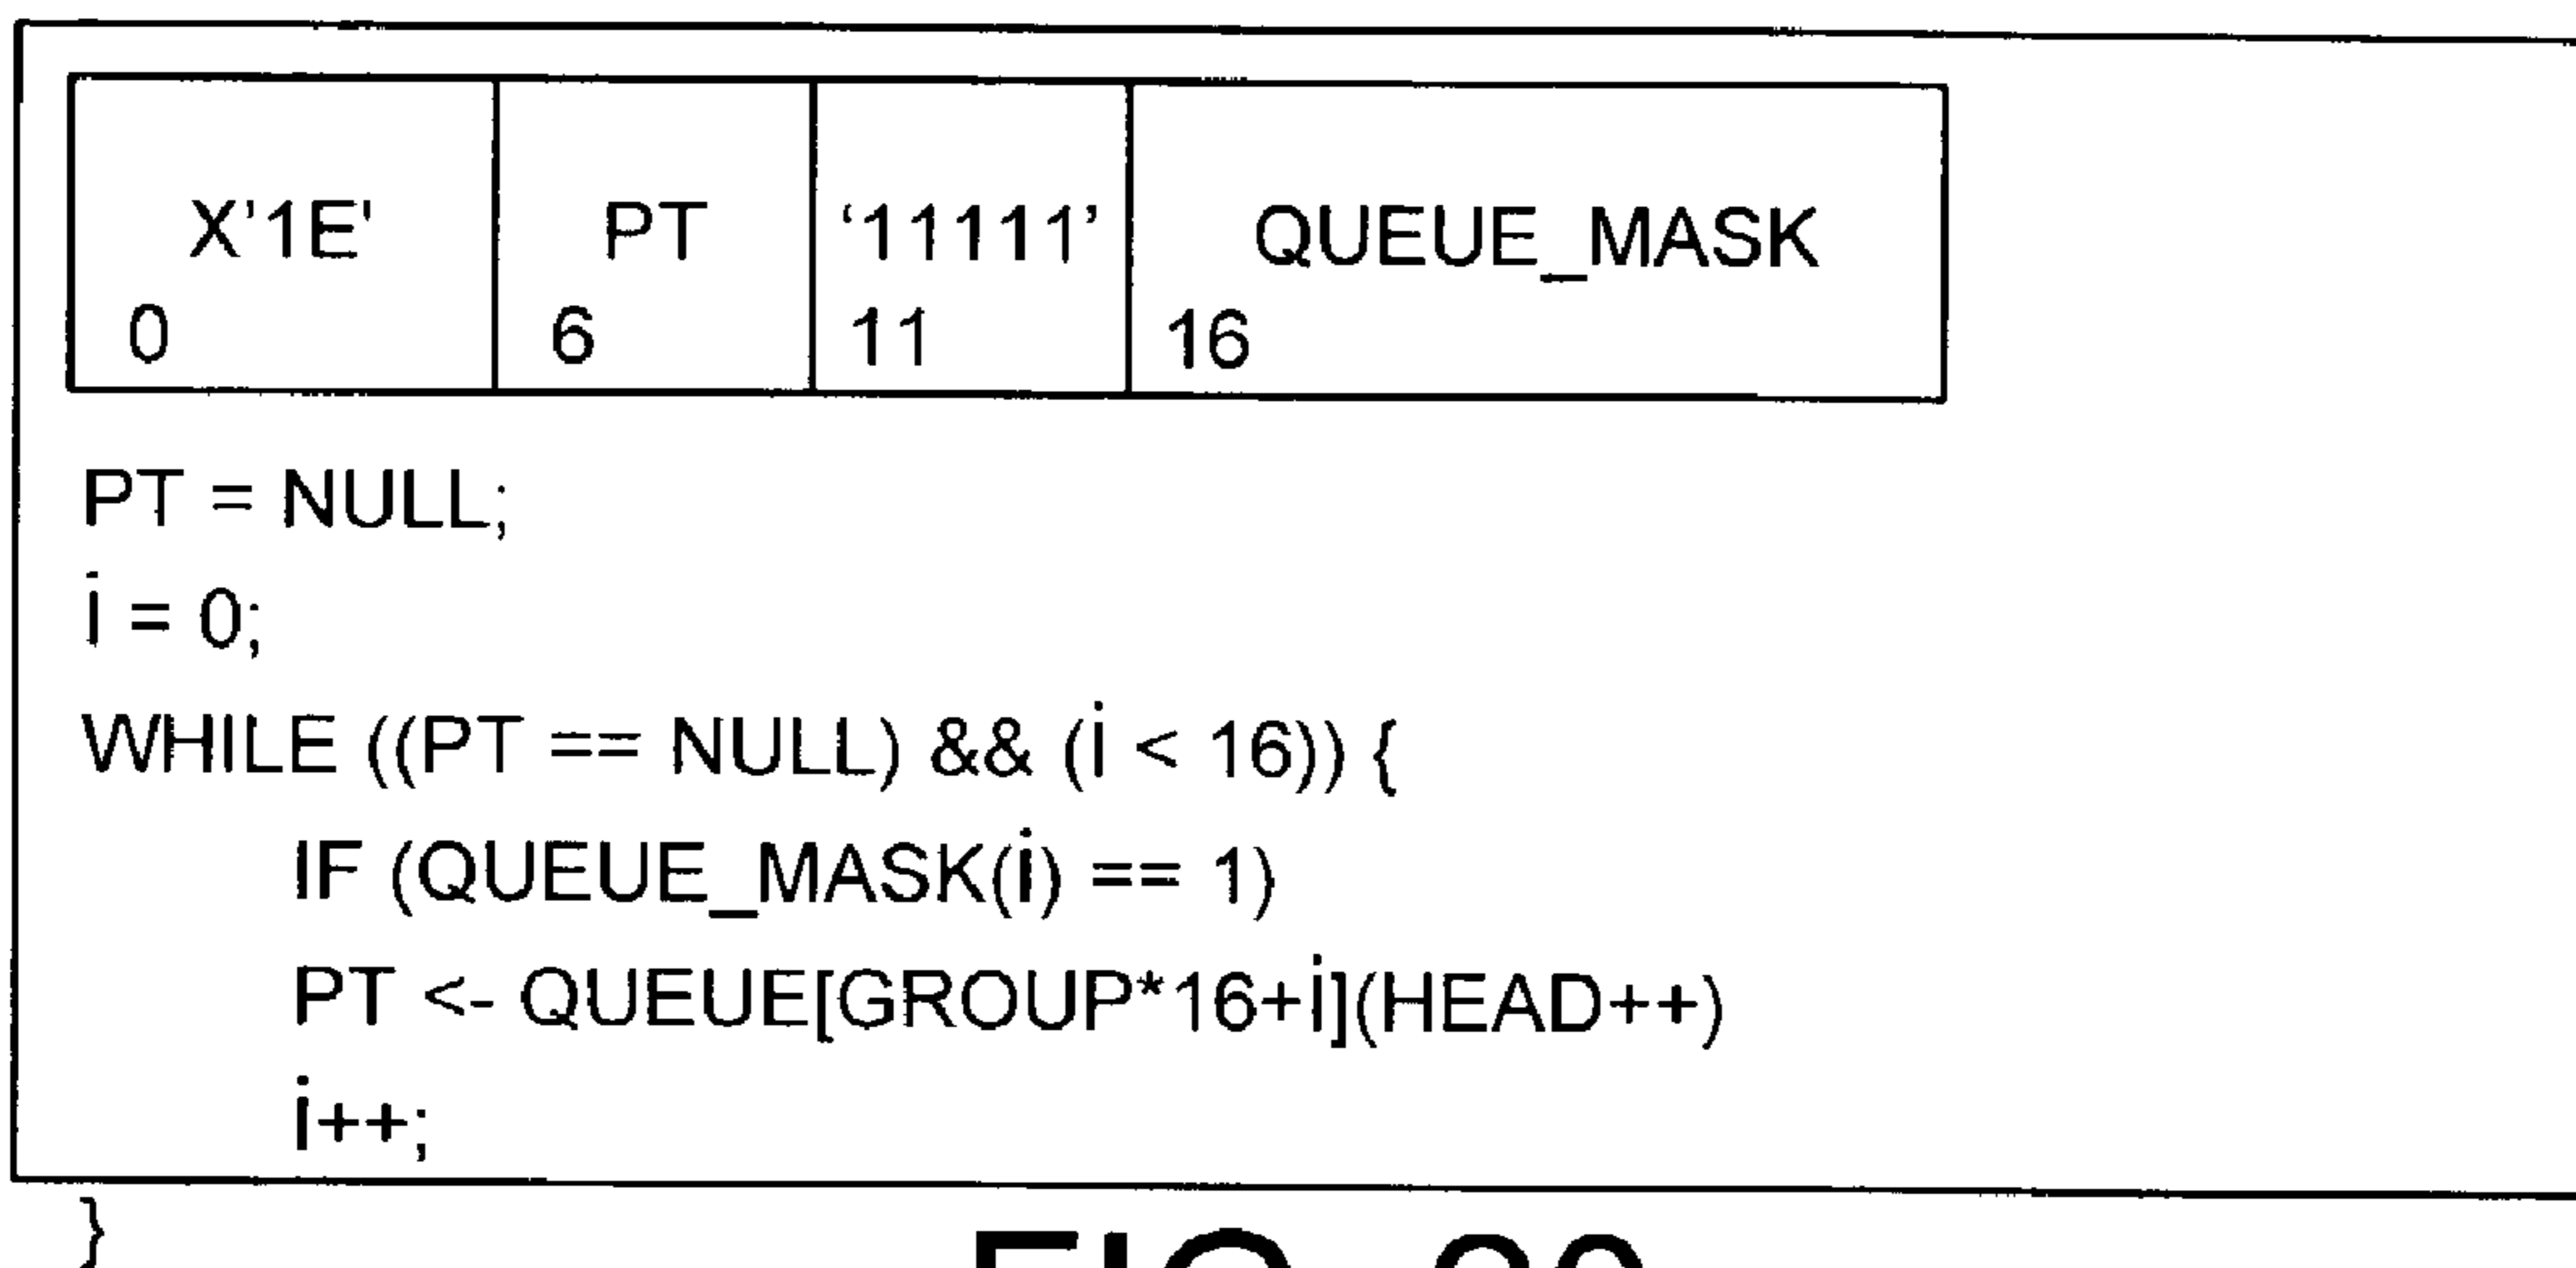 X'1E' PT '11111' QUEUE_MASK
0 6 11 16
PT = NULL;
i = 0;
WHILE ((PT == NULL) && (i < 16)) {
IF (QUEUE_MASK(i) == 1)
PT <- QUEUE[GROUP*16+i](HEAD++)
i++;
}